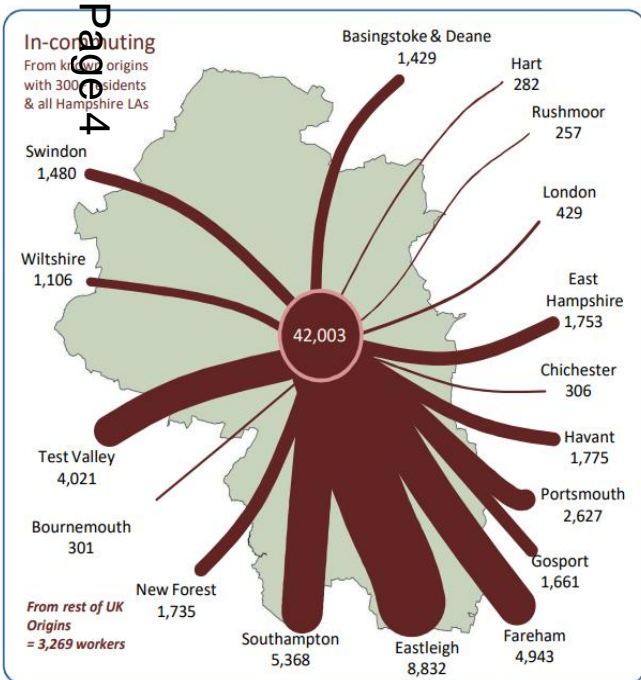 Page 4
In-commuting
From known origins
with 300+ residents
& all Hampshire LAs
Basingstoke & Deane
1,429
Hart
282
Rushmoor
257
Swindon
1,480
London
429
Wiltshire
1,106
East
Hampshire
1,753
42,003
Chichester
306
Havant
1,775
Test Valley
4,021
Portsmouth
2,627
Bournemouth
301
Gosport
1,661
New Forest
1,735
From rest of UK
Origins
= 3,269 workers
Southampton
5,368
Eastleigh
8,832
Fareham
4,943